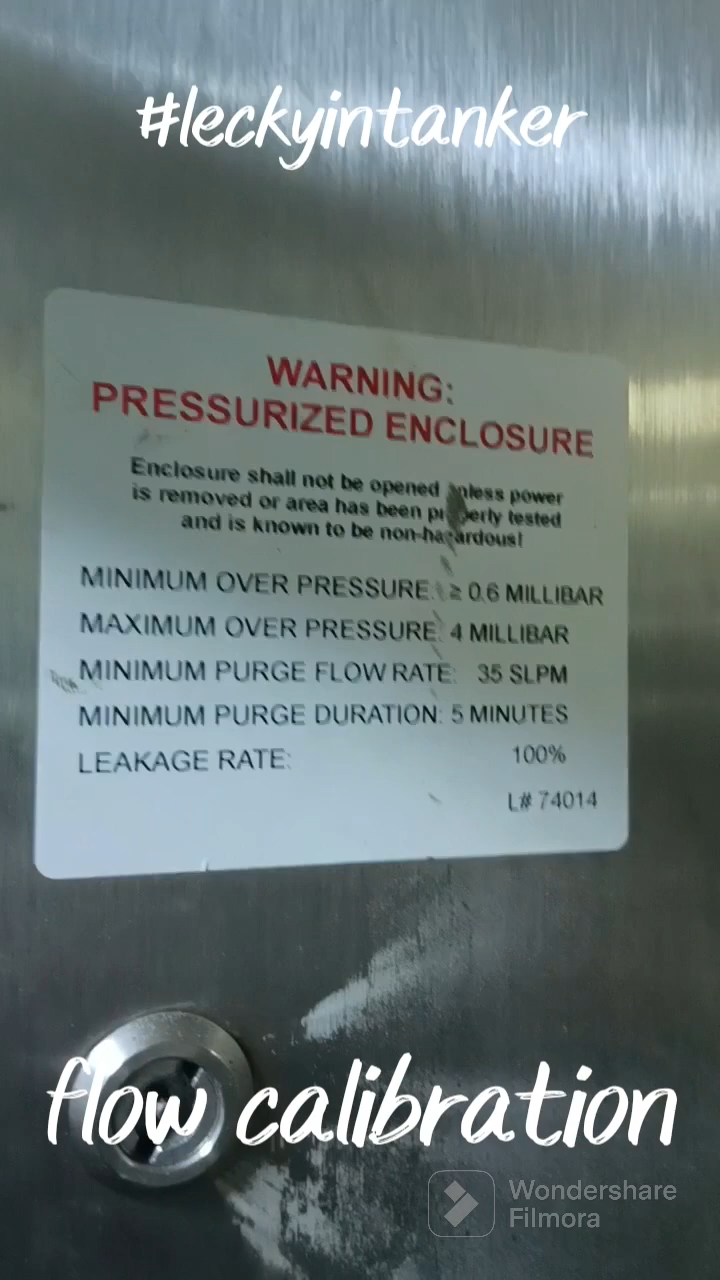 #leckyintanker
WARNING:
PRESSURIZED ENCLOSURE
Enclosure shall not be opened unless power
is removed or area has been properly tested
and is known to be non-hazardous!
MINIMUM OVER PRESSURE: ≥ 0.6 MILLIBAR
MAXIMUM OVER PRESSURE: 4 MILLIBAR
MINIMUM PURGE FLOW RATE: 35 SLPM
MINIMUM PURGE DURATION: 5 MINUTES
LEAKAGE RATE: 100%
L# 74014
flow calibration
Wondershare
Filmora